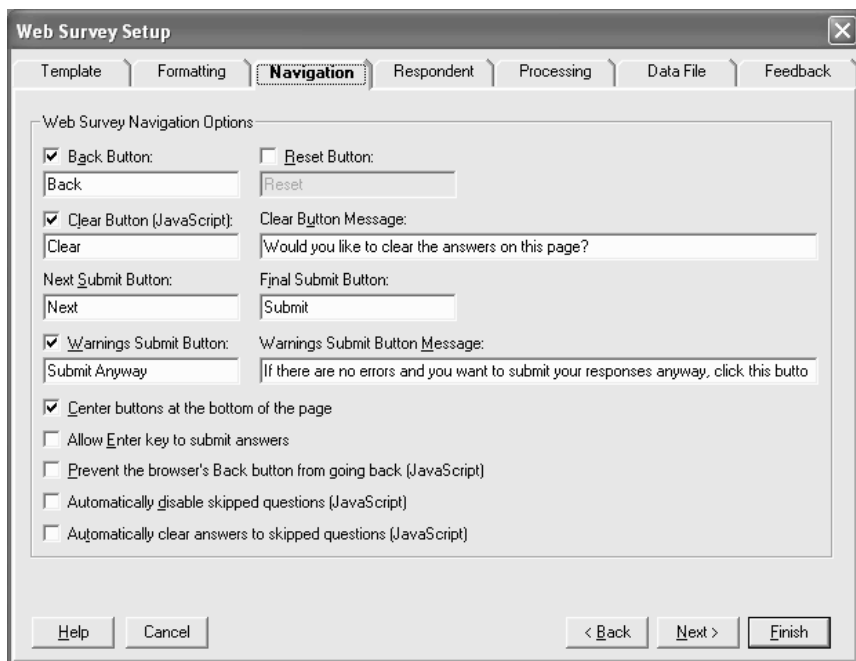 Web Survey Setup
Template Formatting Navigation Respondent Processing Data File Feedback
Web Survey Navigation Options
Back Button: Reset Button:
Back Reset
Clear Button (JavaScript): Clear Button Message:
Clear Would you like to clear the answers on this page?
Next Submit Button: Final Submit Button:
Next Submit
Warnings Submit Button: Warnings Submit Button Message:
Submit Anyway If there are no errors and you want to submit your responses anyway, click this butto
Center buttons at the bottom of the page
Allow Enter key to submit answers
Prevent the browser's Back button from going back (JavaScript)
Automatically disable skipped questions (JavaScript)
Automatically clear answers to skipped questions (JavaScript)
Help Cancel < Back Next > Finish